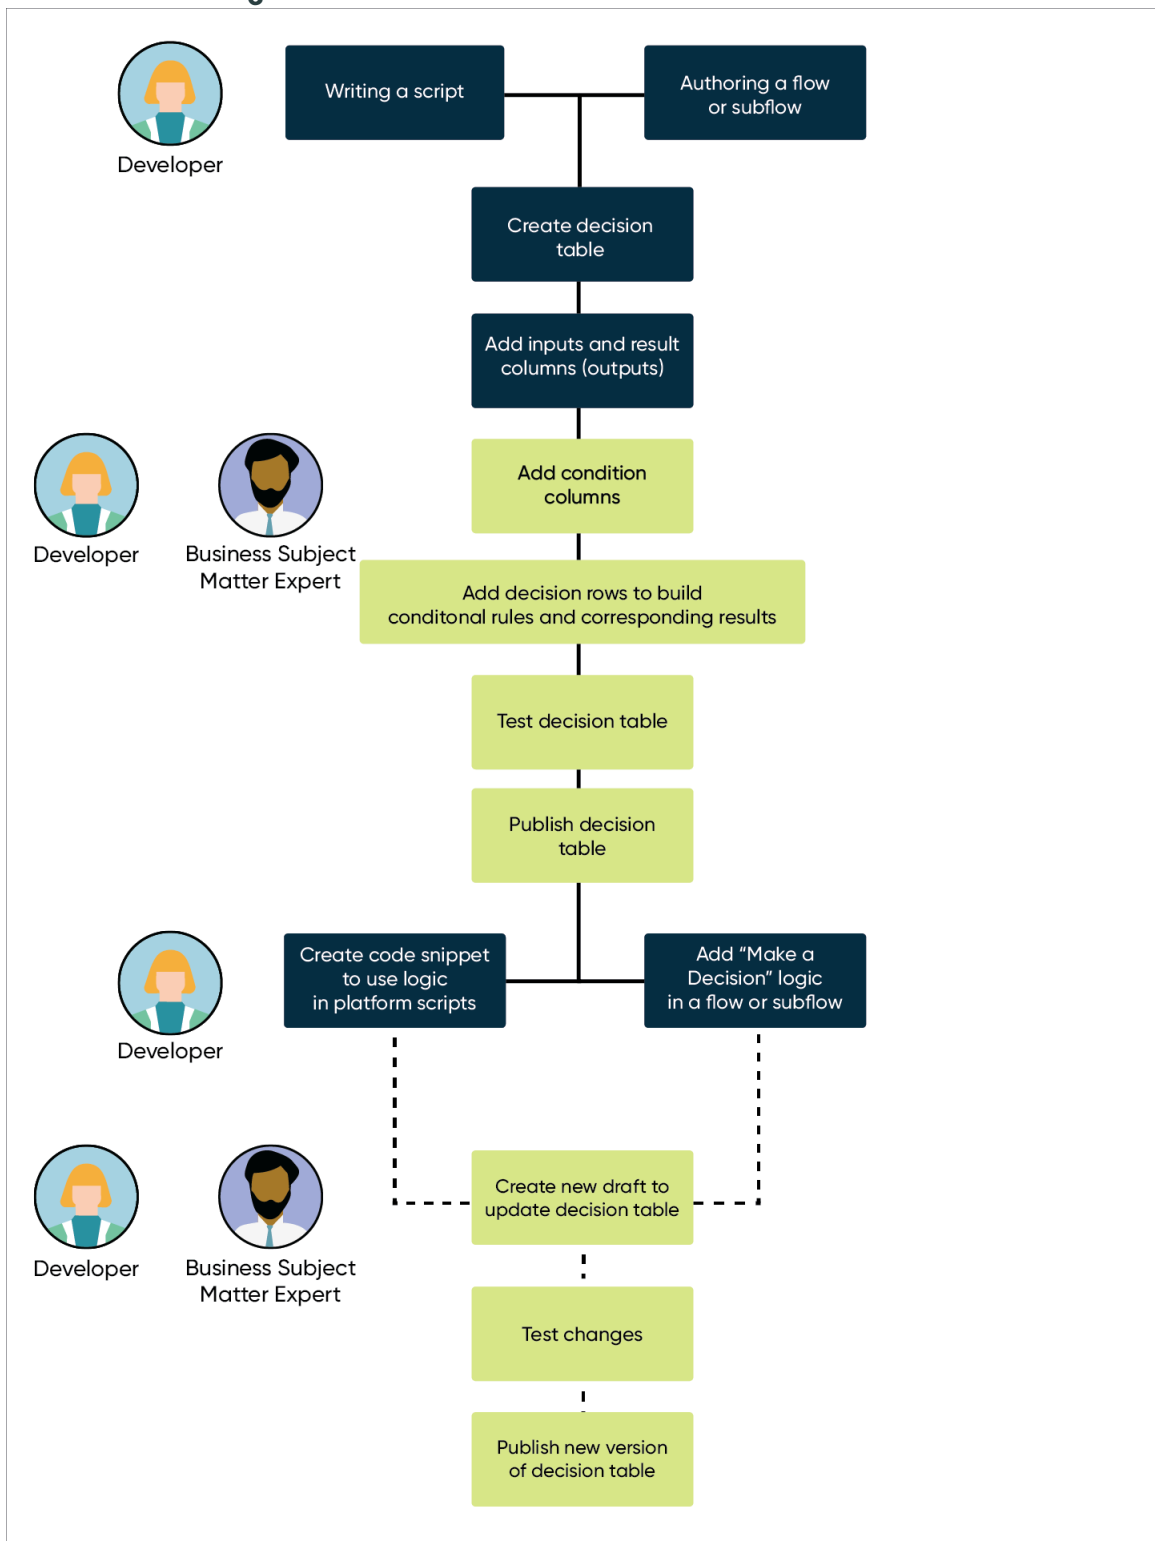 Writing a script
Authoring a flow
or subflow
Developer
Create decision
table
Add inputs and result
columns (outputs)
Add condition
columns
Developer
Business Subject
Matter Expert
Add decision rows to build
conditonal rules and corresponding results
Test decision table
Publish decision
table
Create code snippet
to use logic
in platform scripts
Add “Make a
Decision” logic
in a flow or subflow
Developer
Create new draft to
update decision table
Developer
Business Subject
Matter Expert
Test changes
Publish new version
of decision table